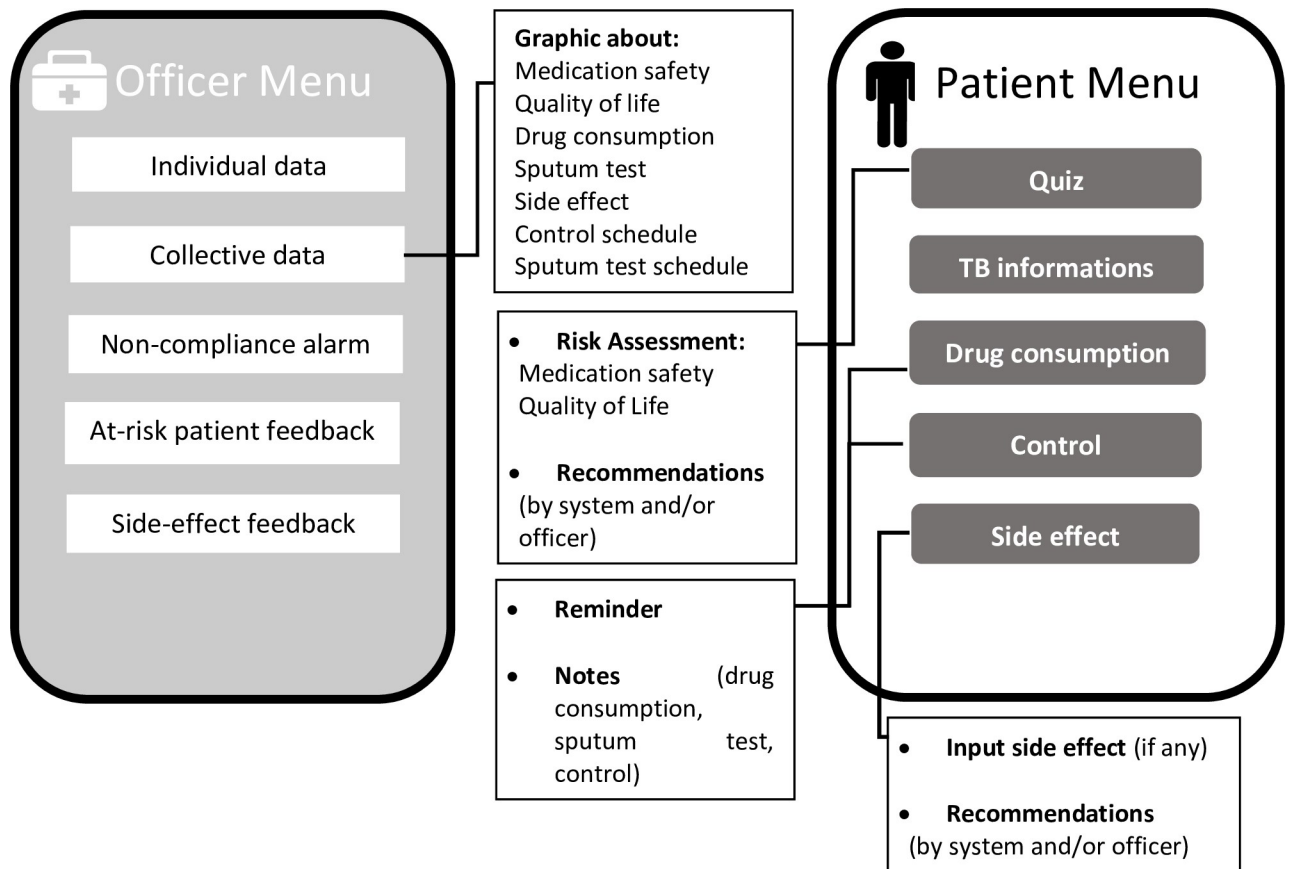 Officer Menu
Individual data
Collective data
Non-compliance alarm
At-risk patient feedback
Side-effect feedback
Graphic about:
Medication safety
Quality of life
Drug consumption
Sputum test
Side effect
Control schedule
Sputum test schedule
• Risk Assessment:
Medication safety
Quality of Life
• Recommendations
(by system and/or
officer)
• Reminder
• Notes (drug
consumption,
sputum test,
control)
Patient Menu
Quiz
TB informations
Drug consumption
Control
Side effect
• Input side effect (if any)
• Recommendations
(by system and/or officer)